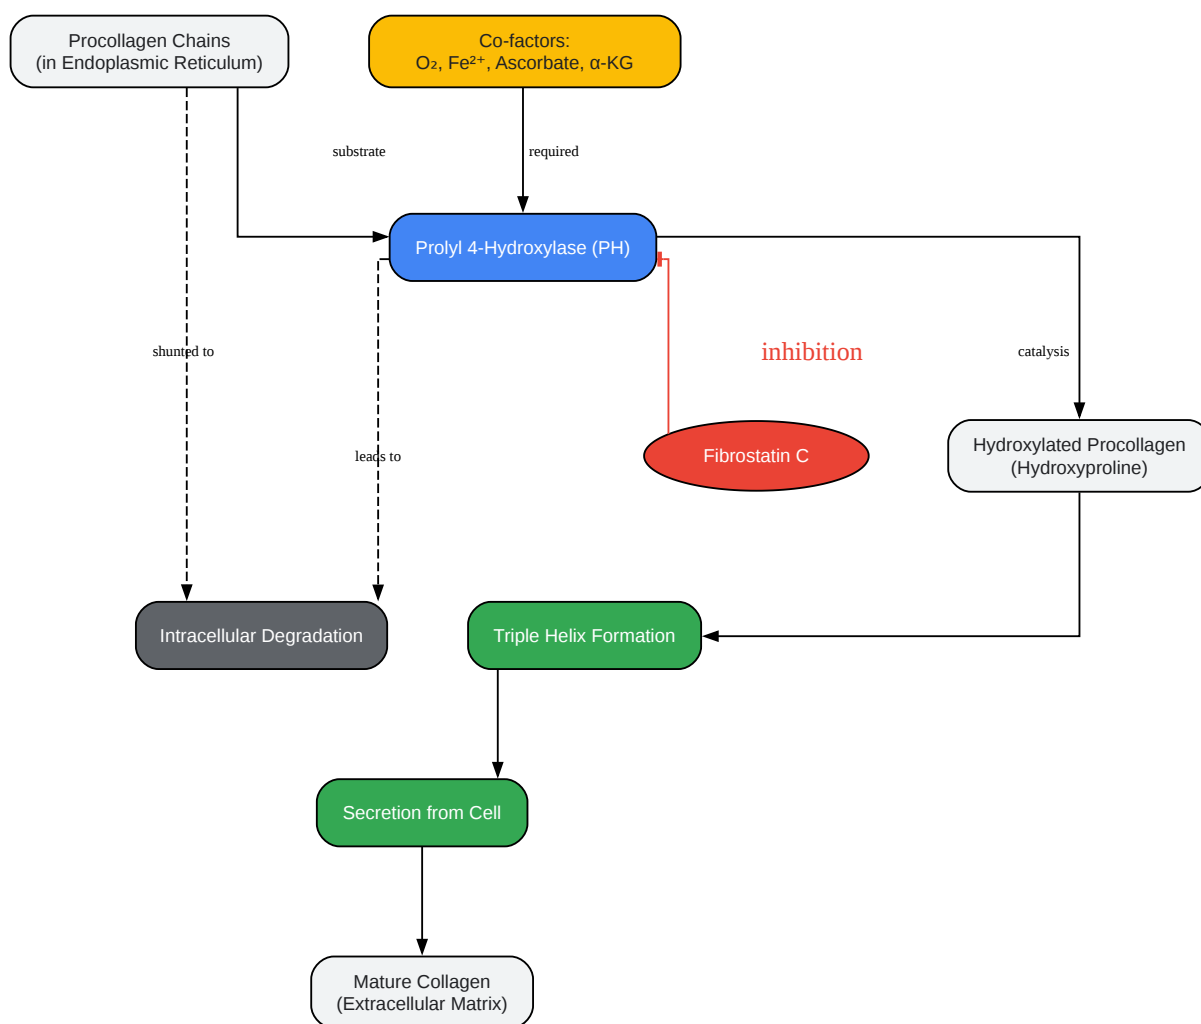 Procollagen Chains
(in Endoplasmic Reticulum)
Co-factors:
O₂, Fe²⁺, Ascorbate, α-KG
substrate
required
Prolyl 4-Hydroxylase (PH)
shunted to
inhibition
catalysis
leads to
Fibrostatin C
Hydroxylated Procollagen
(Hydroxyproline)
Intracellular Degradation
Triple Helix Formation
Secretion from Cell
Mature Collagen
(Extracellular Matrix)